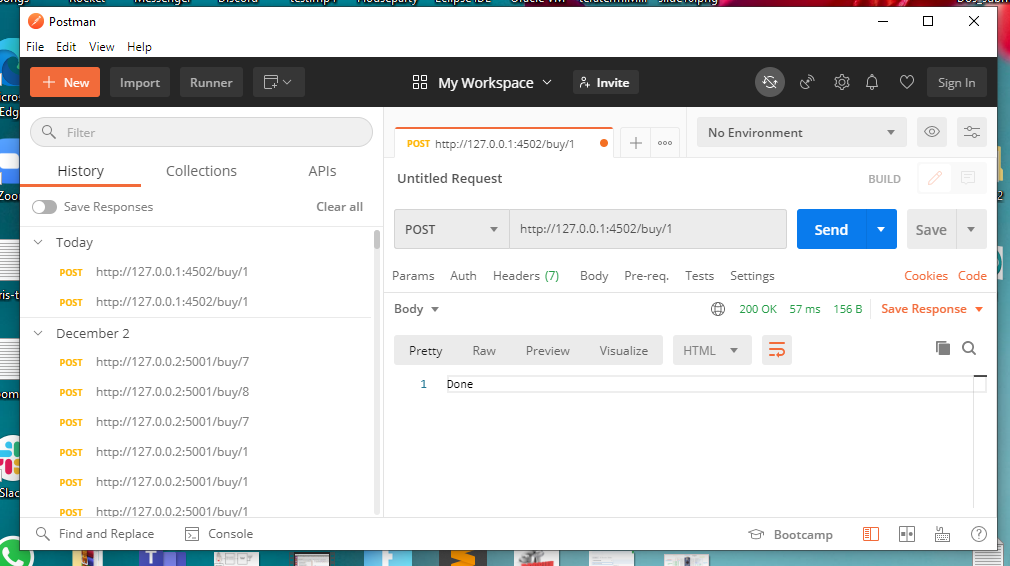 Postman
File Edit View Help
New Import Runner My Workspace Invite Sign In
Filter
History Collections APIs
Save Responses Clear all
Today
POST http://127.0.0.1:4502/buy/1
POST http://127.0.0.1:4502/buy/1
December 2
POST http://127.0.0.2:5001/buy/7
POST http://127.0.0.2:5001/buy/8
POST http://127.0.0.2:5001/buy/7
POST http://127.0.0.2:5001/buy/1
POST http://127.0.0.2:5001/buy/1
POST http://127.0.0.2:5001/buy/1
POST http://127.0.0.1:4502/buy/1 No Environment
Untitled Request BUILD
POST http://127.0.0.1:4502/buy/1 Send Save
Params Auth Headers (7) Body Pre-req. Tests Settings Cookies Code
Body 200 OK 57 ms 156 B Save Response
Pretty Raw Preview Visualize HTML
1 Done
Find and Replace Console Bootcamp